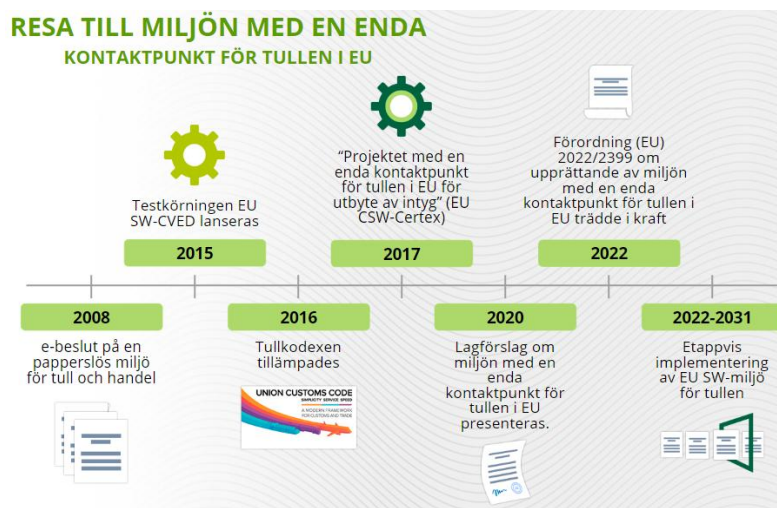 RESA TILL MILJÖN MED EN ENDA
KONTAKTPUNKT FÖR TULLEN I EU
Testkörningen EU
SW-CVED lanseras
2015
“Projektet med en
enda kontaktpunkt
för tullen i EU för
utbyte av intyg” (EU
CSW-Certex)
2017
Förordning (EU)
2022/2399 om
upprättande av miljön
med en enda
kontaktpunkt för tullen i
EU trädde i kraft
2022
2008
e-beslut på en
papperslös miljö
för tull och handel
2016
Tullkodexen
tillämpades
UNION CUSTOMS CODE
SIMPLICITY SERVICE SPEED
A MODERN FRAMEWORK
FOR CUSTOMS AND TRADE
2020
Lagförslag om
miljön med en
enda
kontaktpunkt för
tullen i EU
presenteras.
2022-2031
Etappvis
implementering
av EU SW-miljö
för tullen